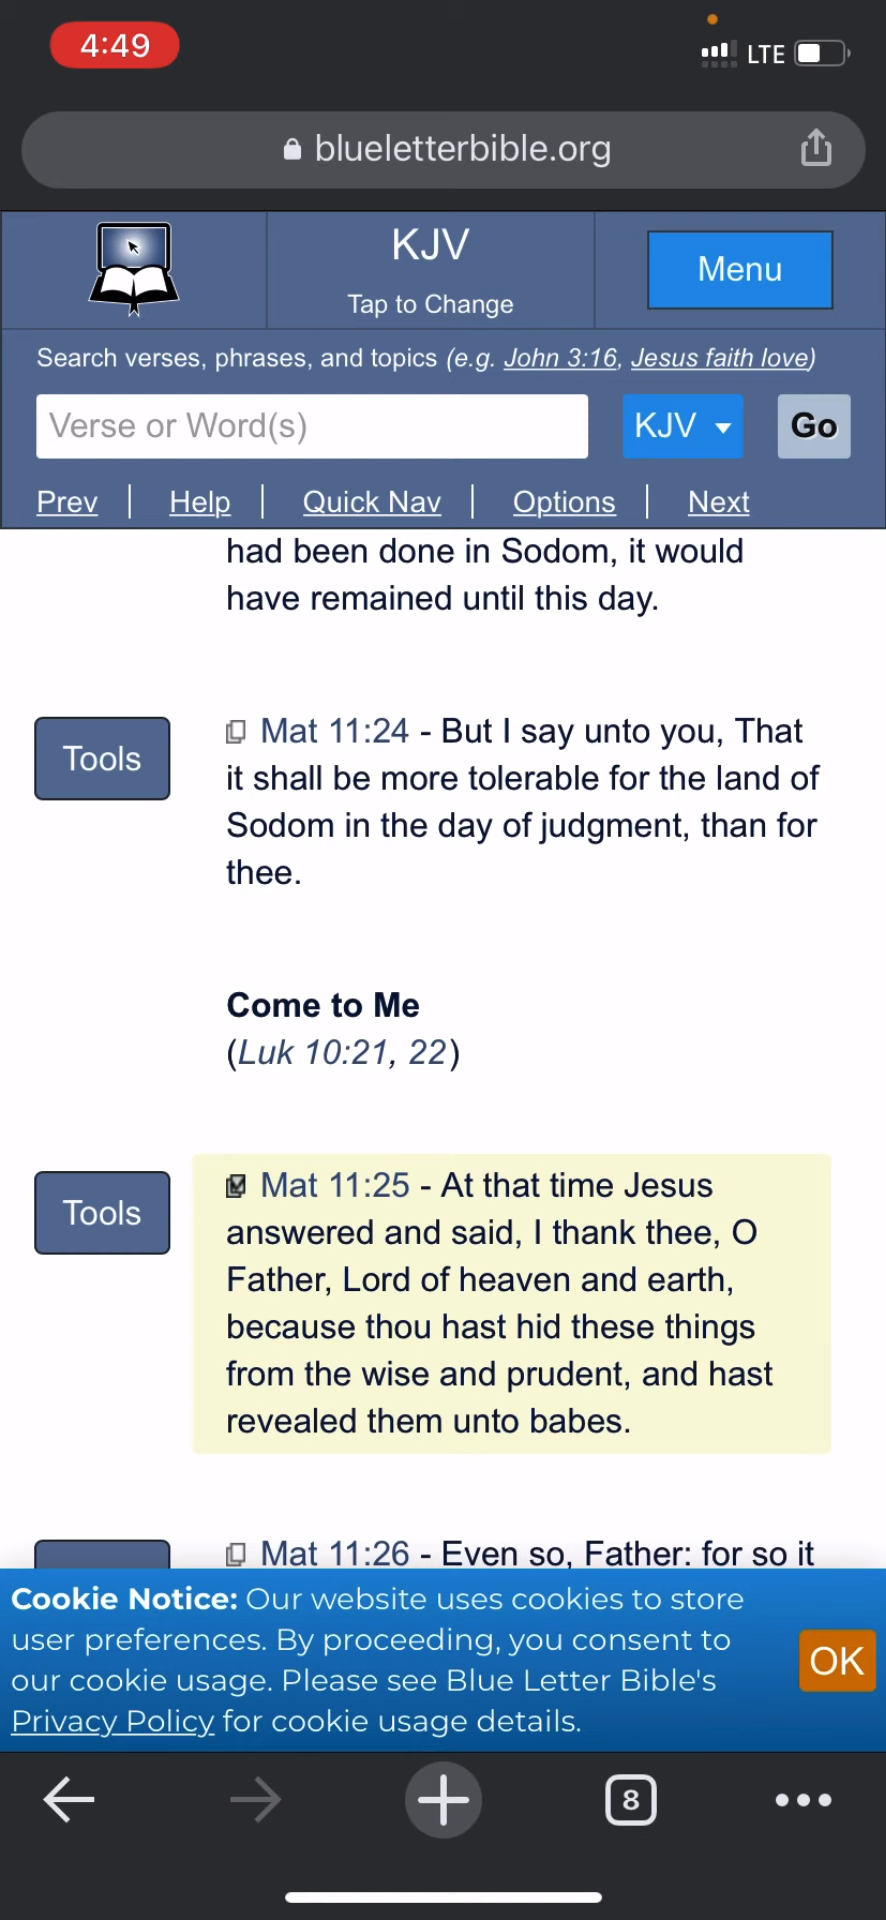 4:49
LTE
blueletterbible.org
KJV
Tap to Change
Menu
Search verses, phrases, and topics (e.g. John 3:16, Jesus faith love)
Verse or Word(s)
KJV
Go
Prev | Help | Quick Nav | Options | Next
had been done in Sodom, it would
have remained until this day.
Tools
Mat 11:24 - But I say unto you, That
it shall be more tolerable for the land of
Sodom in the day of judgment, than for
thee.
Come to Me
(Luk 10:21, 22)
Tools
Mat 11:25 - At that time Jesus
answered and said, I thank thee, O
Father, Lord of heaven and earth,
because thou hast hid these things
from the wise and prudent, and hast
revealed them unto babes.
Mat 11:26 - Even so, Father: for so it
Cookie Notice: Our website uses cookies to store
user preferences. By proceeding, you consent to
our cookie usage. Please see Blue Letter Bible's
Privacy Policy for cookie usage details.
OK
8